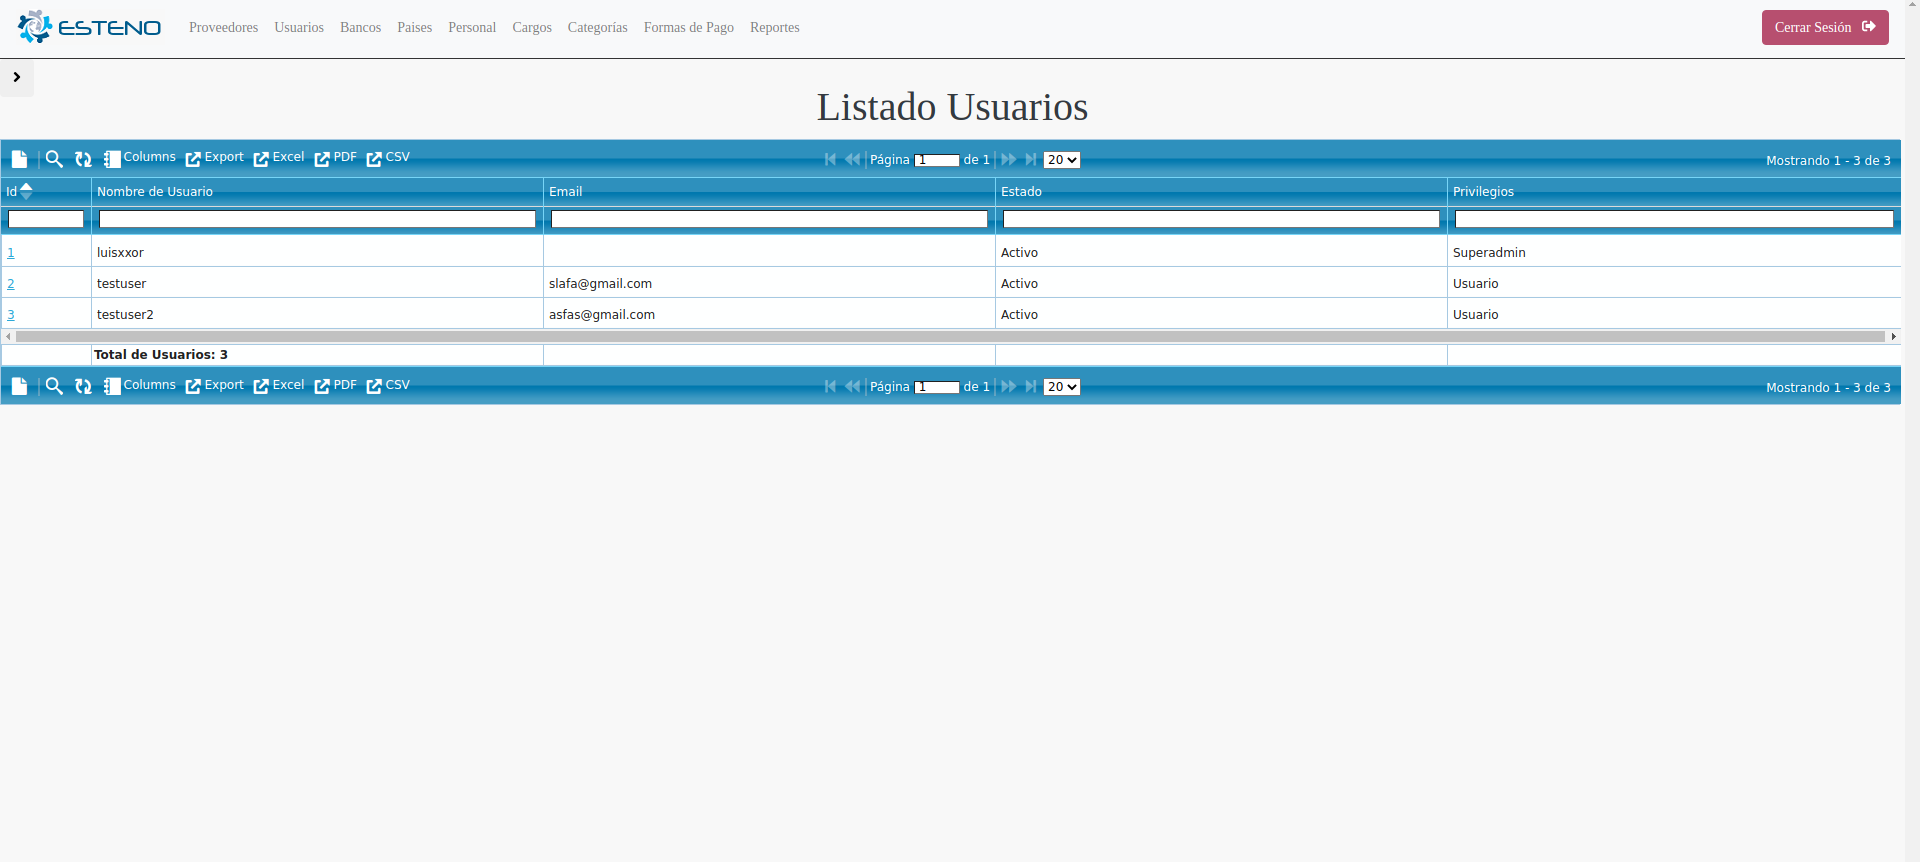 ESTENO Proveedores Usuarios Bancos Paises Personal Cargos Categorías Formas de Pago Reportes Cerrar Sesión
Listado Usuarios
Columns Export Excel PDF CSV Página 1 de 1 20 Mostrando 1 - 3 de 3
Id Nombre de Usuario Email Estado Privilegios
1 luisxxor Activo Superadmin
2 testuser slafa@gmail.com Activo Usuario
3 testuser2 asfas@gmail.com Activo Usuario
Total de Usuarios: 3
Columns Export Excel PDF CSV Página 1 de 1 20 Mostrando 1 - 3 de 3